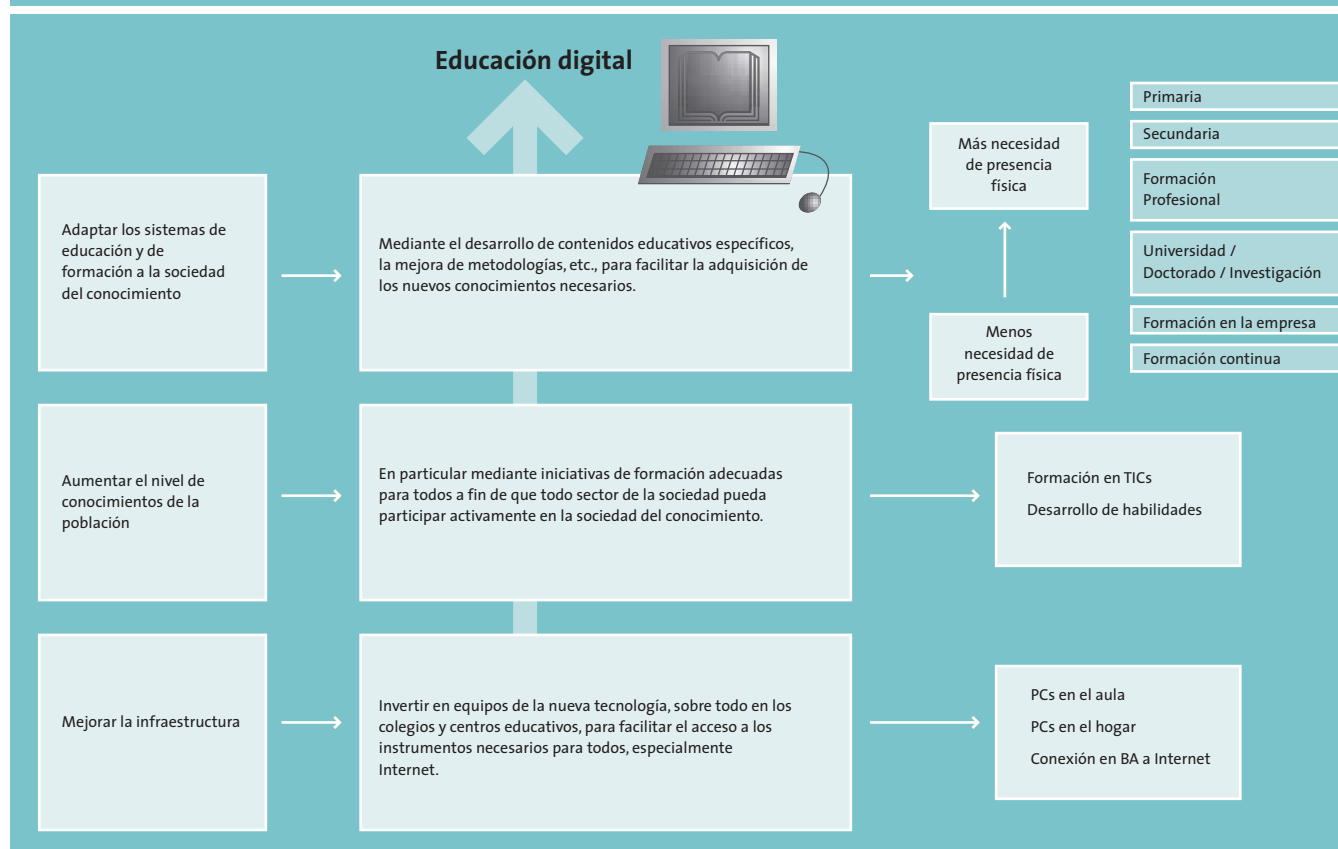 Educación digital
Adaptar los sistemas de
educación y de
formación a la sociedad
del conocimiento
Mediante el desarrollo de contenidos educativos específicos,
la mejora de metodologías, etc., para facilitar la adquisición de
los nuevos conocimientos necesarios.
Más necesidad
de presencia
física
Menos
necesidad de
presencia física
Primaria
Secundaria
Formación
Profesional
Universidad /
Doctorado / Investigación
Formación en la empresa
Formación continua
Aumentar el nivel de
conocimientos de la
población
En particular mediante iniciativas de formación adecuadas
para todos a fin de que todo sector de la sociedad pueda
participar activamente en la sociedad del conocimiento.
Formación en TICs
Desarrollo de habilidades
Mejorar la infraestructura
Invertir en equipos de la nueva tecnología, sobre todo en los
colegios y centros educativos, para facilitar el acceso a los
instrumentos necesarios para todos, especialmente
Internet.
PCs en el aula
PCs en el hogar
Conexión en BA a Internet